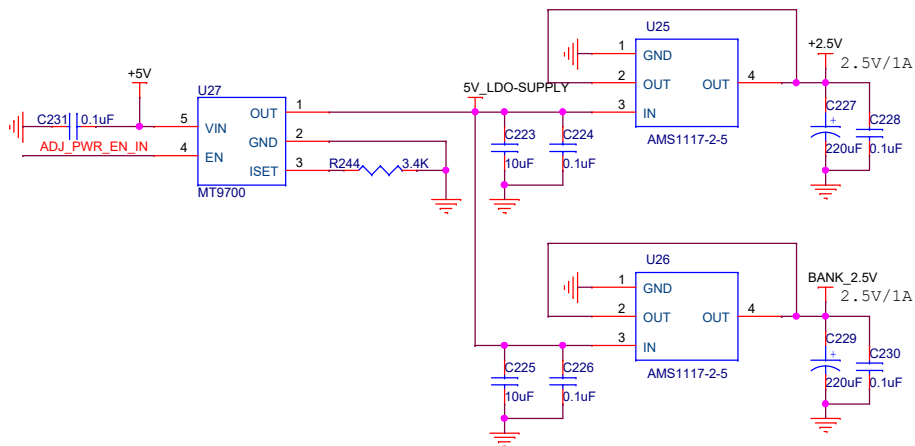 U25
+2.5V
2.5V/1A
1
GND
2
OUT
OUT
4
3
IN
AMS1117-2-5
C227
+
220uF
C228
0.1uF
+5V
U27
5V_LDO-SUPPLY
C231
0.1uF
5
VIN
OUT
1
ADJ_PWR_EN_IN
4
EN
GND
2
ISET
3
R244
3.4K
MT9700
C223
10uF
C224
0.1uF
U26
BANK_2.5V
2.5V/1A
1
GND
2
OUT
OUT
4
3
IN
AMS1117-2-5
C225
10uF
C226
0.1uF
C229
+
220uF
C230
0.1uF